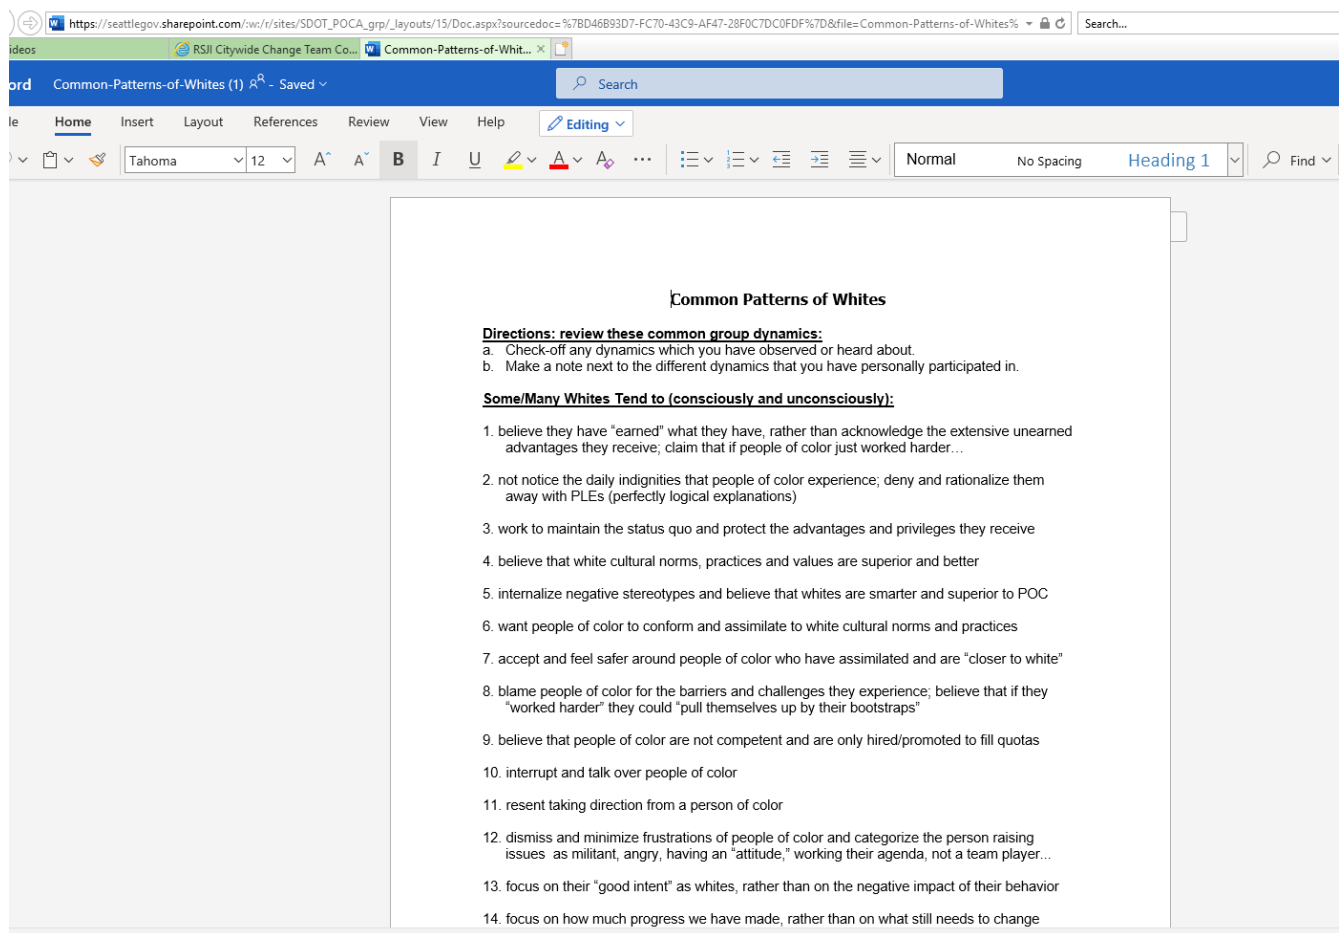 https://seattlegov.sharepoint.com/:w:/r/sites/SDOT_POCA_grp/_layouts/15/Doc.aspx?sourcedoc=%7BD46B93D7-FC70-43C9-AF47-28F0C7DC0FDF%7D&file=Common-Patterns-of-Whites% Search...
ideos RSJI Citywide Change Team Co... Common-Patterns-of-Whit...
ord Common-Patterns-of-Whites (1) - Saved Search
le Home Insert Layout References Review View Help Editing
Tahoma 12 A A B I U A A ... Normal No Spacing Heading 1 Find
Common Patterns of Whites
Directions: review these common group dynamics:
a. Check-off any dynamics which you have observed or heard about.
b. Make a note next to the different dynamics that you have personally participated in.
Some/Many Whites Tend to (consciously and unconsciously):
1. believe they have “earned” what they have, rather than acknowledge the extensive unearned
advantages they receive; claim that if people of color just worked harder…
2. not notice the daily indignities that people of color experience; deny and rationalize them
away with PLEs (perfectly logical explanations)
3. work to maintain the status quo and protect the advantages and privileges they receive
4. believe that white cultural norms, practices and values are superior and better
5. internalize negative stereotypes and believe that whites are smarter and superior to POC
6. want people of color to conform and assimilate to white cultural norms and practices
7. accept and feel safer around people of color who have assimilated and are “closer to white”
8. blame people of color for the barriers and challenges they experience; believe that if they
“worked harder” they could “pull themselves up by their bootstraps”
9. believe that people of color are not competent and are only hired/promoted to fill quotas
10. interrupt and talk over people of color
11. resent taking direction from a person of color
12. dismiss and minimize frustrations of people of color and categorize the person raising
issues as militant, angry, having an “attitude,” working their agenda, not a team player...
13. focus on their “good intent” as whites, rather than on the negative impact of their behavior
14. focus on how much progress we have made, rather than on what still needs to change